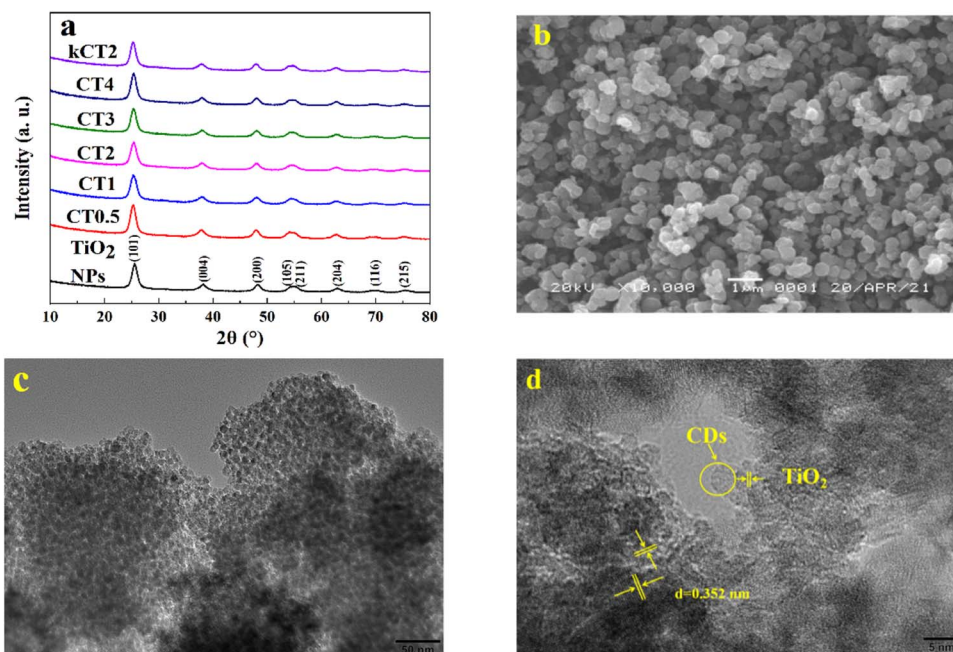 a
kCT2
CT4
CT3
CT2
CT1
CT0.5
TiO2
NPs
(101)
(004)
(200)
(105)
(211)
(204)
(116)
(215)
Intensity (a. u.)
10 20 30 40 50 60 70 80
2θ (°)
b
20kV X10,000 1μm 0001 20/APR/21
c
50 nm
d
CDs
TiO2
d=0.352 nm
5 nm